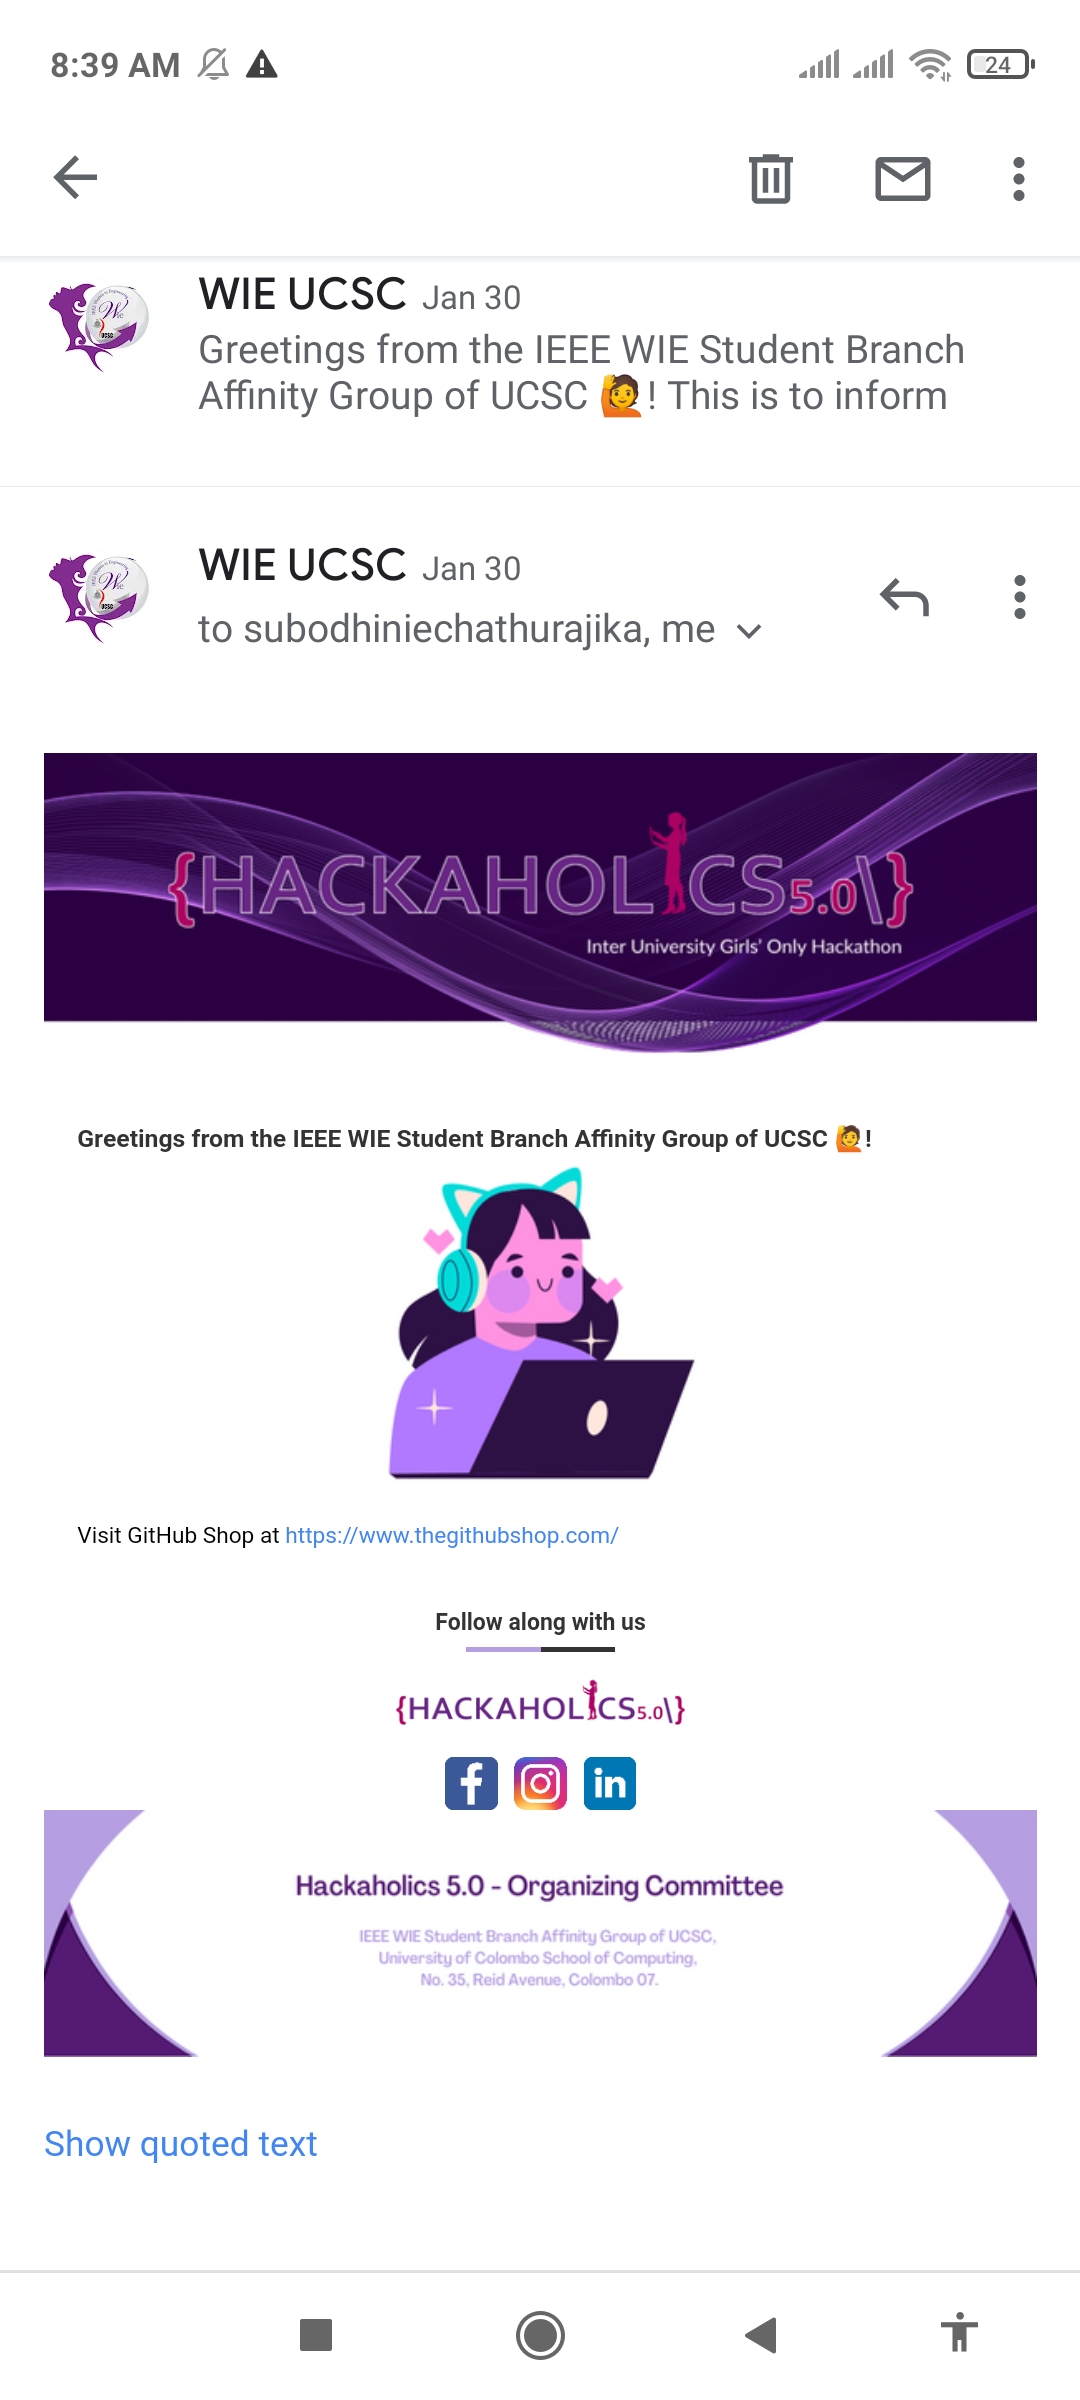 8:39 AM
24
WIE UCSC Jan 30
Greetings from the IEEE WIE Student Branch
Affinity Group of UCSC 🙋! This is to inform
WIE UCSC Jan 30
to subodhiniechathurajika, me
{HACKAHOLICS5.0\}
Inter University Girls' Only Hackathon
Greetings from the IEEE WIE Student Branch Affinity Group of UCSC 🙋!
Visit GitHub Shop at https://www.thegithubshop.com/
Follow along with us
{HACKAHOLICS5.0\}
Hackaholics 5.0 - Organizing Committee
IEEE WIE Student Branch Affinity Group of UCSC,
University of Colombo School of Computing,
No. 35, Reid Avenue, Colombo 07.
Show quoted text